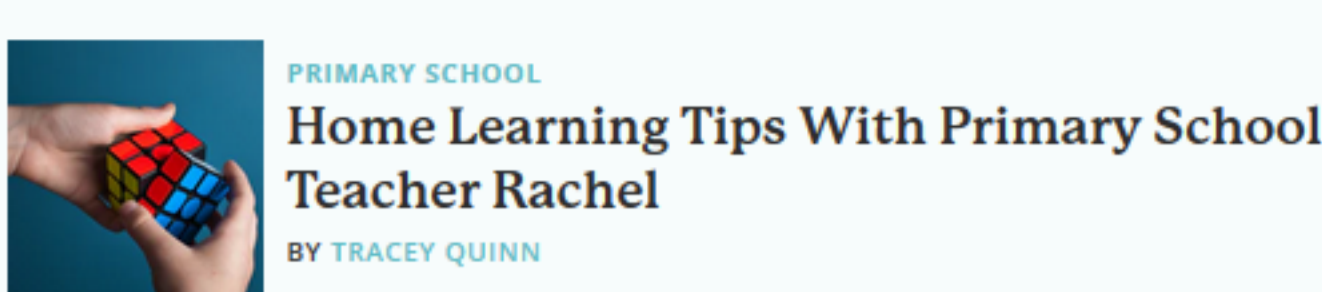 PRIMARY SCHOOL
Home Learning Tips With Primary School
Teacher Rachel
BY TRACEY QUINN